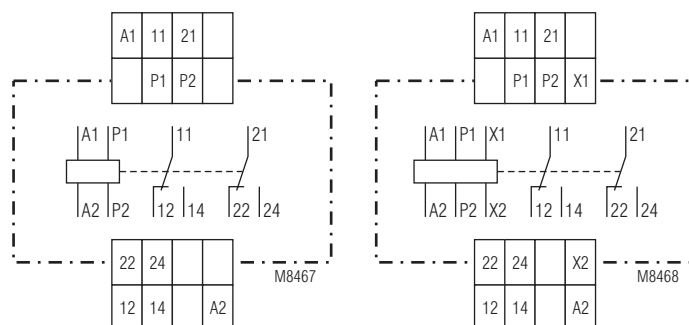 A1 11 21
P1 P2
A1 P1 11 21
A2 P2 12 14 22 24
22 24
M8467
12 14 A2
A1 11 21
P1 P2 X1
A1 P1 X1 11 21
A2 P2 X2 12 14 22 24
22 24 X2
M8468
12 14 A2